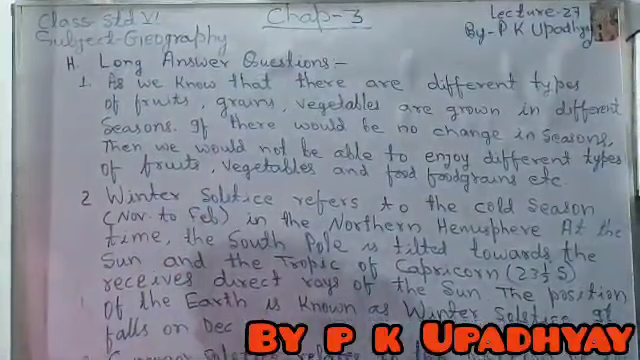 Class-Std VI
Chap-3
Lecture-27
Subject-Geography
By-P K Upadhyay
H. Long Answer Questions:-
1. As we know that there are different types
of fruits, grains, vegetables are grown in different
Seasons. If there would be no change in seasons,
Then we would not be able to enjoy different types
of fruits, vegetables and food foodgrains etc.
2 Winter Solstice refers to the cold season
(Nov. to Feb) in the Northern Hemisphere At the
time, the South Pole is tilted towards the
Sun and the Tropic of Capricorn (23½ S)
receives direct rays of the Sun The position
Of the Earth is known as Winter Solstice It
falls on Dec
BY P K UPADHYAY